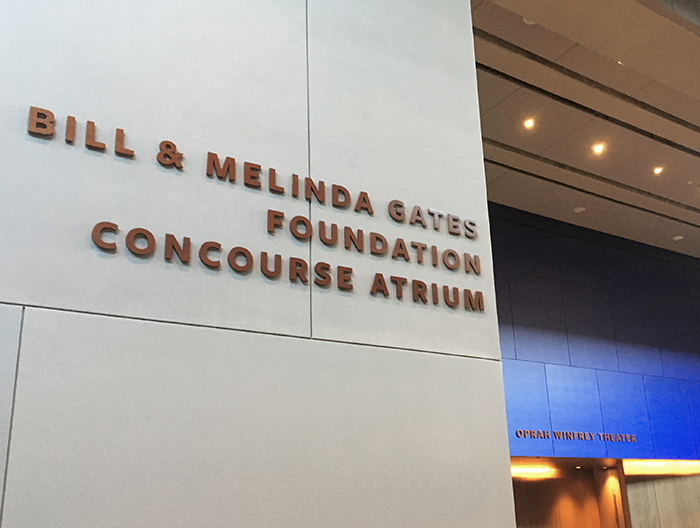 BILL & MELINDA GATES
FOUNDATION
CONCOURSE ATRIUM
OPRAH WINFREY THEATER